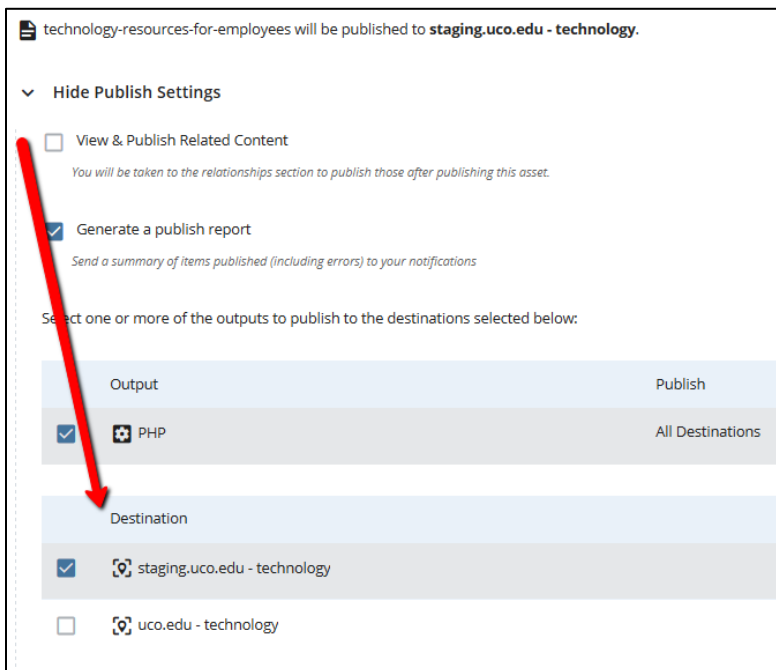 technology-resources-for-employees will be published to staging.uco.edu - technology.
Hide Publish Settings
View & Publish Related Content
You will be taken to the relationships section to publish those after publishing this asset.
Generate a publish report
Send a summary of items published (including errors) to your notifications
Select one or more of the outputs to publish to the destinations selected below:
Output Publish
PHP All Destinations
Destination
staging.uco.edu - technology
uco.edu - technology